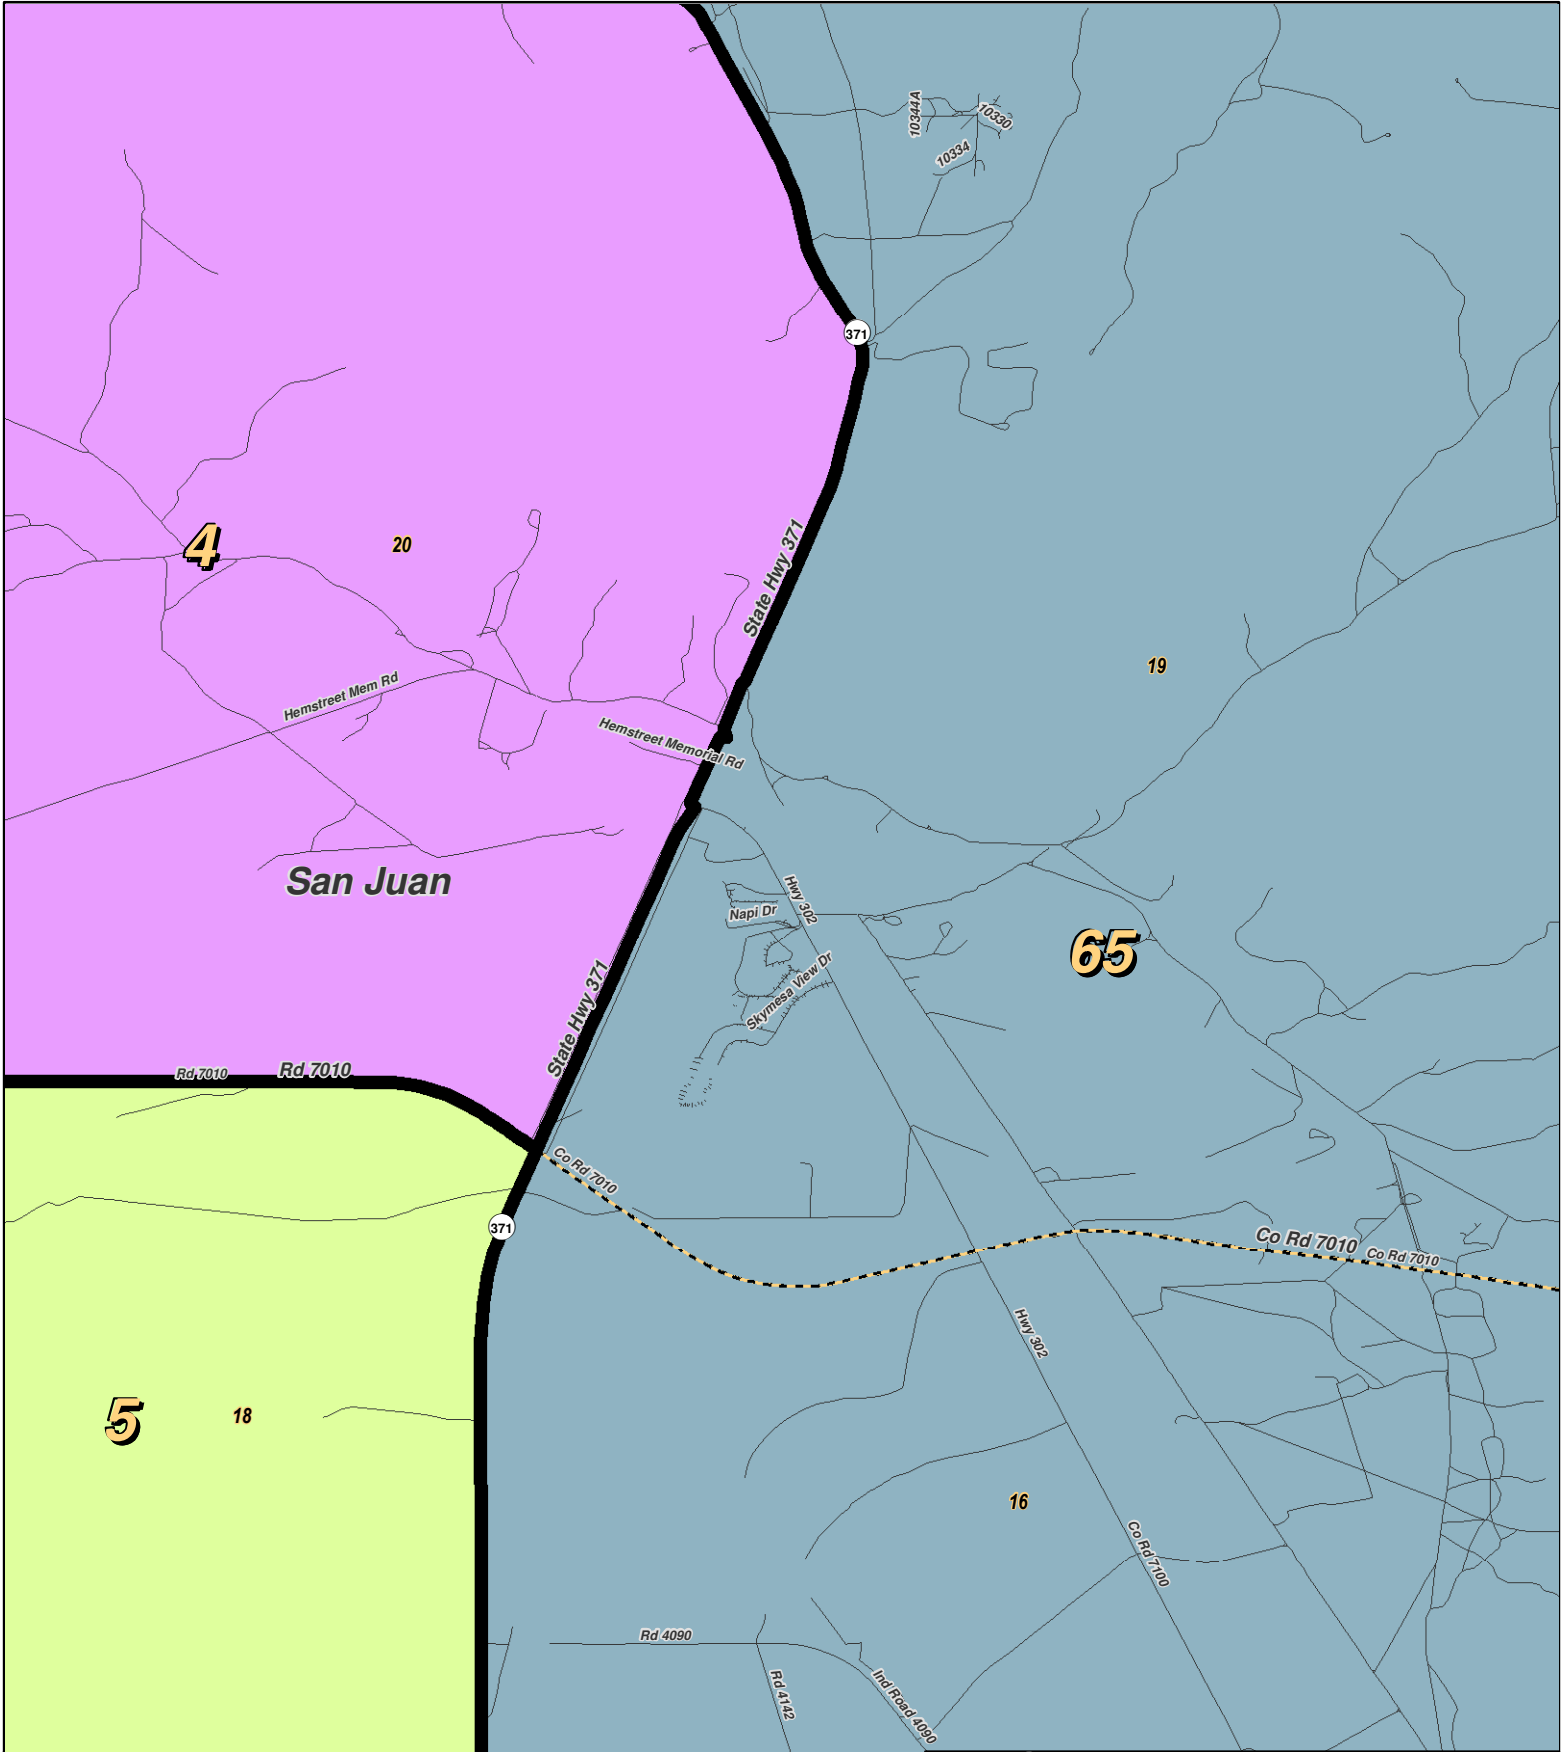 10344A
10330
10334
371
State Hwy 371
4
20
19
Hemstreet Mem Rd
Hemstreet Memorial Rd
San Juan
Hwy 302
Napi Dr
65
Skymesa View Dr
State Hwy 371
Rd 7010
Rd 7010
Co Rd 7010
371
Co Rd 7010
Co Rd 7010
Hwy 302
5
18
16
Co Rd 7100
Rd 4090
Rd 4142
Ind Road 4090